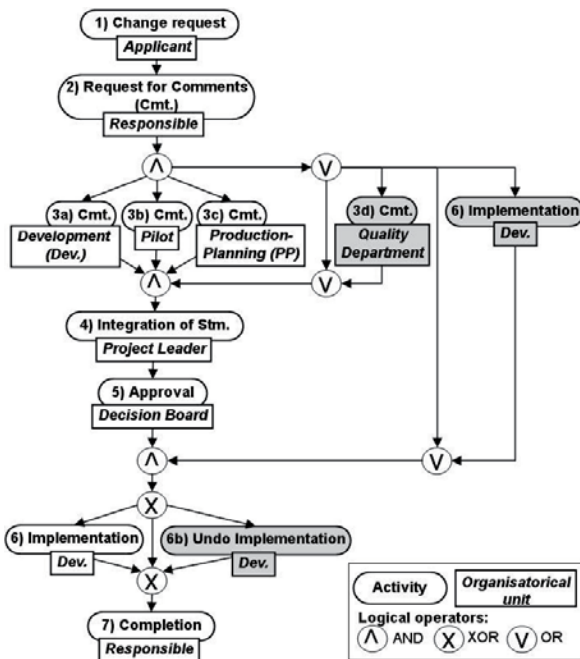 1) Change request
Applicant
2) Request for Comments
(Cmt.)
Responsible
Λ
V
3a) Cmt.
3b) Cmt.
3c) Cmt.
3d) Cmt.
6) Implementation
Development
(Dev.)
Pilot
Production-
Planning (PP)
Quality
Department
Dev.
Λ
V
4) Integration of Stm.
Project Leader
5) Approval
Decision Board
Λ
V
X
6) Implementation
6b) Undo Implementation
Dev.
Dev.
X
7) Completion
Responsible
Activity
Organisatorical
unit
Logical operators:
Λ AND X XOR V OR